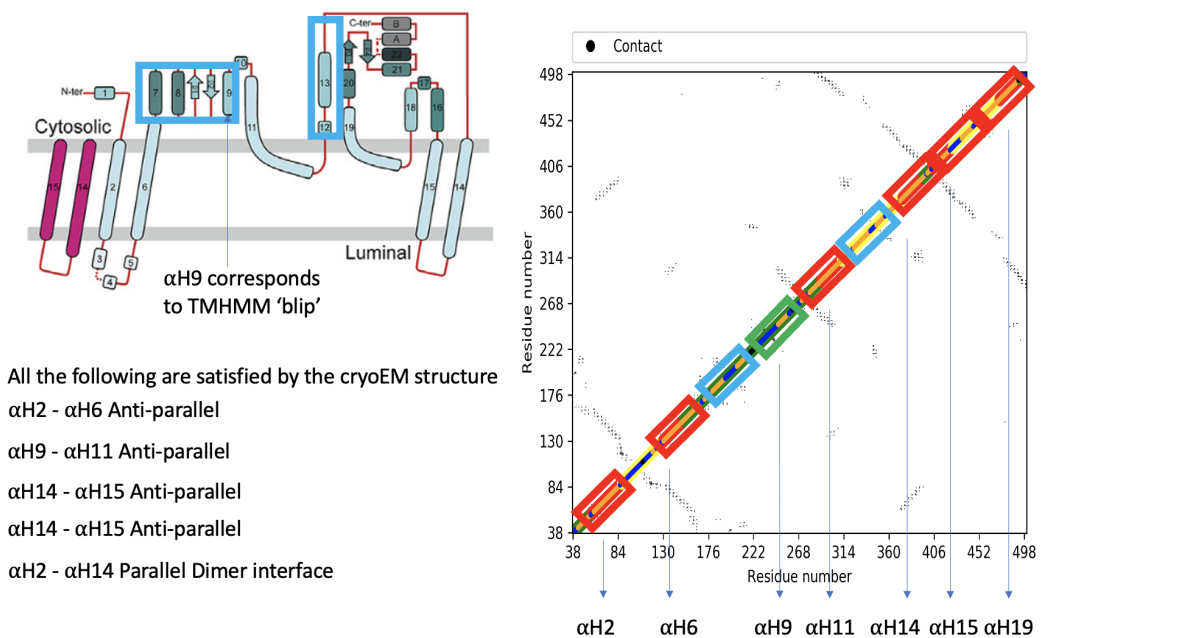 C-ter
B
A
22
21
10
13
20
17
N-ter
1
7
8
9
18
16
11
12
19
Cytosolic
15
14
2
6
15
14
3
4
5
Luminal
αH9 corresponds
to TMHMM ‘blip’
All the following are satisfied by the cryoEM structure
αH2 - αH6 Anti-parallel
αH9 - αH11 Anti-parallel
αH14 - αH15 Anti-parallel
αH14 - αH15 Anti-parallel
αH2 - αH14 Parallel Dimer interface
Contact
Residue number
498
452
406
360
314
268
222
176
130
84
38
38 84 130 176 222 268 314 360 406 452 498
Residue number
αH2 αH6 αH9 αH11 αH14 αH15 αH19